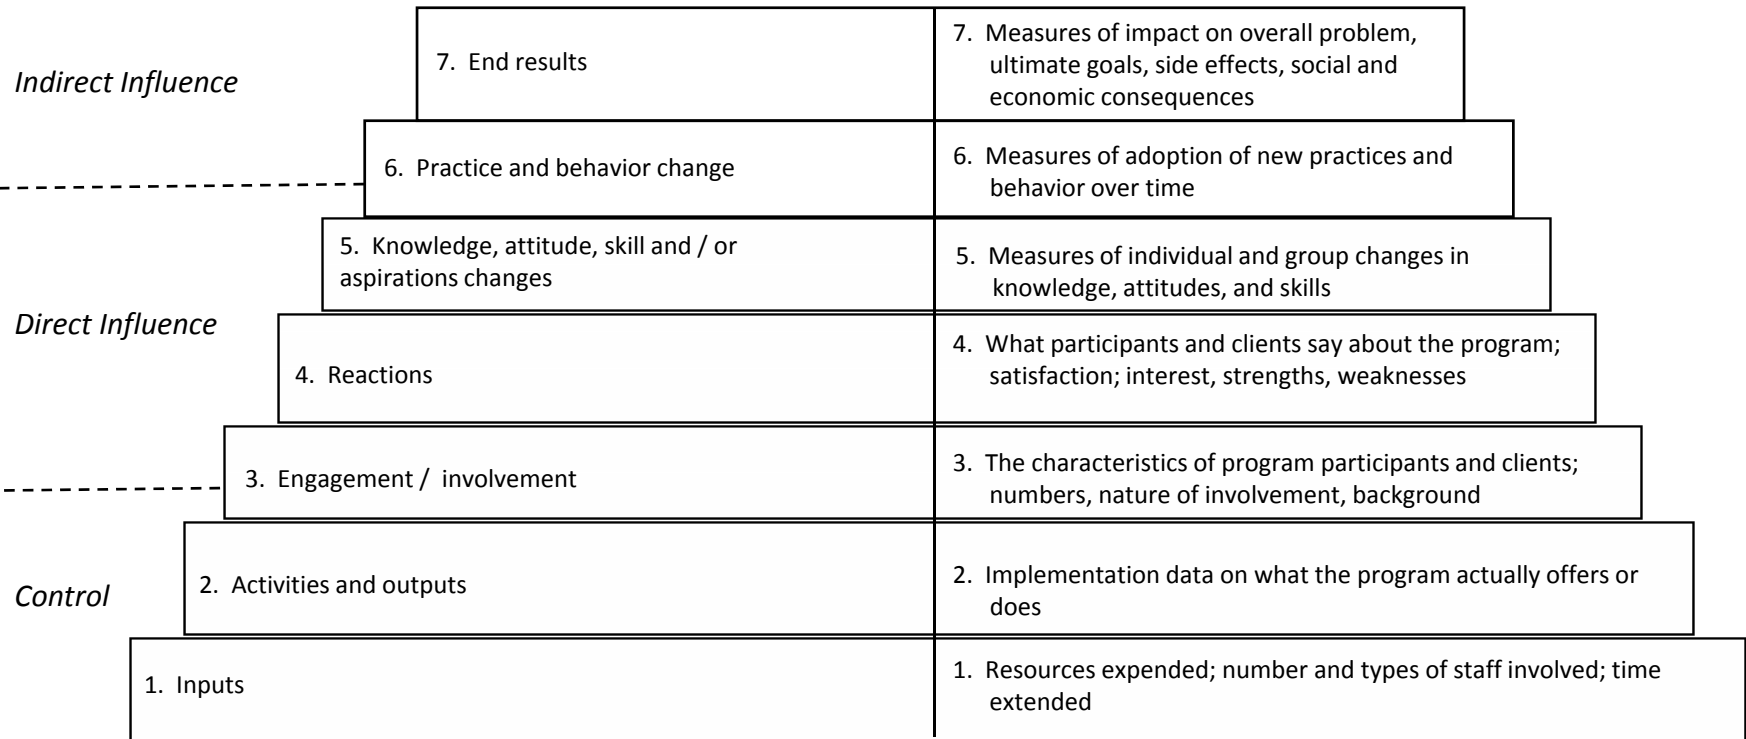 Indirect Influence
7. End results
7. Measures of impact on overall problem,
ultimate goals, side effects, social and
economic consequences
6. Practice and behavior change
6. Measures of adoption of new practices and
behavior over time
Direct Influence
5. Knowledge, attitude, skill and / or
aspirations changes
5. Measures of individual and group changes in
knowledge, attitudes, and skills
4. Reactions
4. What participants and clients say about the program;
satisfaction; interest, strengths, weaknesses
3. Engagement / involvement
3. The characteristics of program participants and clients;
numbers, nature of involvement, background
Control
2. Activities and outputs
2. Implementation data on what the program actually offers or
does
1. Inputs
1. Resources expended; number and types of staff involved; time
extended